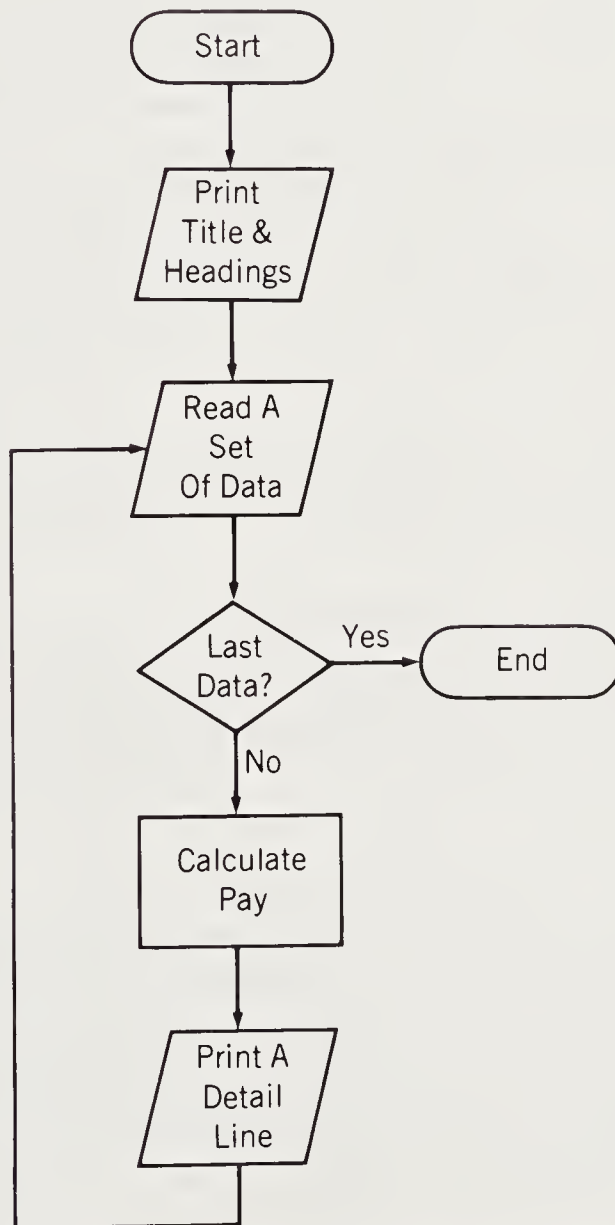 Start
Print
Title &
Headings
Read A
Set
Of Data
Last
Data?
Yes
End
No
Calculate
Pay
Print A
Detail
Line